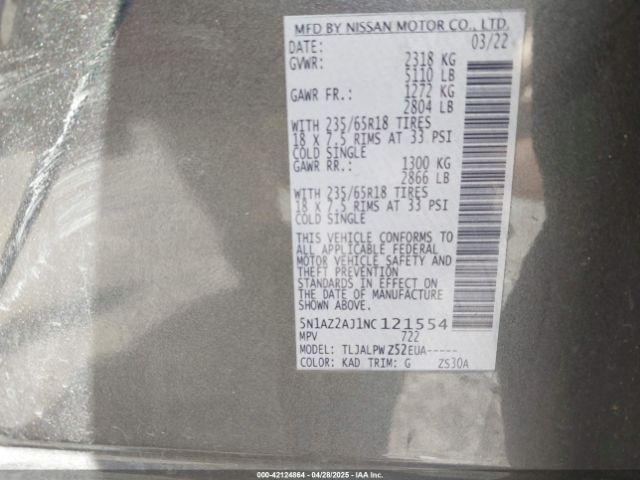 MFD BY NISSAN MOTOR CO., LTD.
DATE: 03/22
GVWR: 2318 KG
5110 LB
GAWR FR.: 1272 KG
2804 LB
WITH 235/65R18 TIRES
18 X 7.5 RIMS AT 33 PSI
COLD SINGLE
GAWR RR.: 1300 KG
2866 LB
WITH 235/65R18 TIRES
18 X 7.5 RIMS AT 33 PSI
COLD SINGLE
THIS VEHICLE CONFORMS TO
ALL APPLICABLE FEDERAL
MOTOR VEHICLE SAFETY AND
THEFT PREVENTION
STANDARDS IN EFFECT ON
THE DATE OF MANUFACTURE
SHOWN ABOVE.
5N1AZ2AJ1NC121554
MPV 722
MODEL: TLJALPWZ52EUA-----
COLOR: KAD TRIM: G ZS30A
000-42124864 | 04/28/2025 | IAA, Inc.